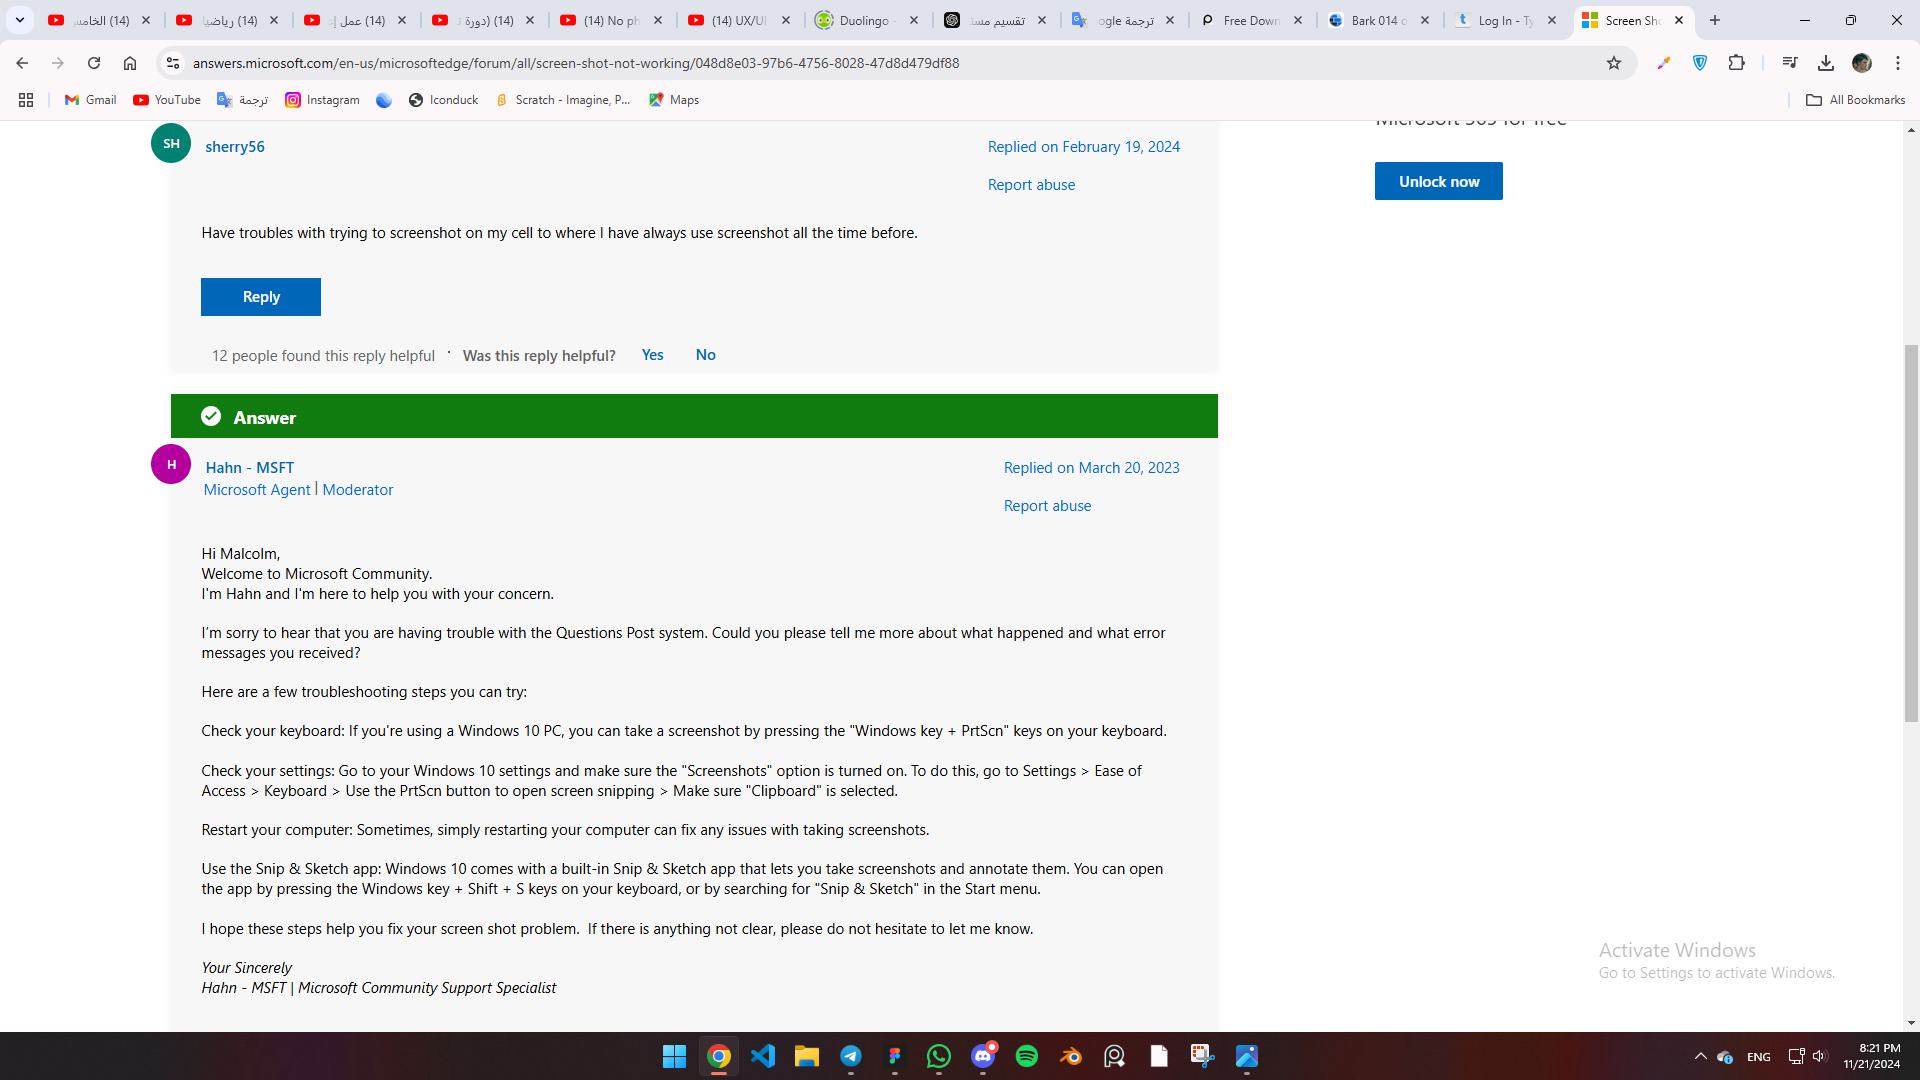 (14) الخامس
(14) رياضيا
(14) عمل إع
(14) (دورة ت
(14) No ph
(14) UX/UI
Duolingo -
تقسيم مست
ترجمة Google
Free Down
Bark 014 o
Log In - Ty
Screen Sho
answers.microsoft.com/en-us/microsoftedge/forum/all/screen-shot-not-working/048d8e03-97b6-4756-8028-47d8d479df88
Gmail
YouTube
ترجمة
Instagram
Iconduck
Scratch - Imagine, P...
Maps
All Bookmarks
Microsoft 365 for free
Unlock now
SH
sherry56
Replied on February 19, 2024
Report abuse
Have troubles with trying to screenshot on my cell to where I have always use screenshot all the time before.
Reply
12 people found this reply helpful · Was this reply helpful? Yes No
Answer
H
Hahn - MSFT
Replied on March 20, 2023
Microsoft Agent | Moderator
Report abuse
Hi Malcolm,
Welcome to Microsoft Community.
I'm Hahn and I'm here to help you with your concern.
I’m sorry to hear that you are having trouble with the Questions Post system. Could you please tell me more about what happened and what error
messages you received?
Here are a few troubleshooting steps you can try:
Check your keyboard: If you're using a Windows 10 PC, you can take a screenshot by pressing the "Windows key + PrtScn" keys on your keyboard.
Check your settings: Go to your Windows 10 settings and make sure the "Screenshots" option is turned on. To do this, go to Settings > Ease of
Access > Keyboard > Use the PrtScn button to open screen snipping > Make sure "Clipboard" is selected.
Restart your computer: Sometimes, simply restarting your computer can fix any issues with taking screenshots.
Use the Snip & Sketch app: Windows 10 comes with a built-in Snip & Sketch app that lets you take screenshots and annotate them. You can open
the app by pressing the Windows key + Shift + S keys on your keyboard, or by searching for "Snip & Sketch" in the Start menu.
I hope these steps help you fix your screen shot problem.  If there is anything not clear, please do not hesitate to let me know.
Your Sincerely
Hahn - MSFT | Microsoft Community Support Specialist
Activate Windows
Go to Settings to activate Windows.
ENG
8:21 PM
11/21/2024